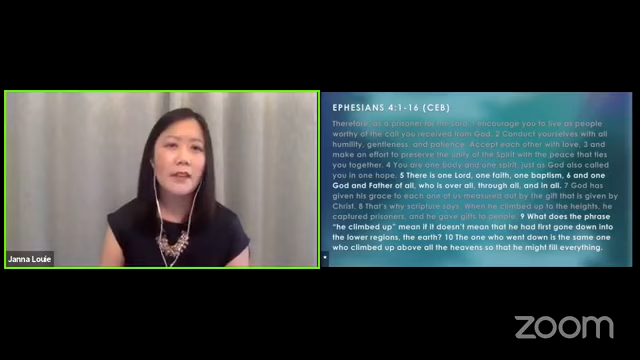 EPHESIANS 4:1-16 (CEB)
Therefore, as a prisoner for the Lord, I encourage you to live as people
worthy of the call you received from God. 2 Conduct yourselves with all
humility, gentleness, and patience. Accept each other with love, 3 and
make an effort to preserve the unity of the Spirit with the peace that ties
you together. 4 You are one body and one spirit, just as God also called
you in one hope. 5 There is one Lord, one faith, one baptism, 6 and one
God and Father of all, who is over all, through all, and in all. 7 God has
given his grace to each one of us measured out by the gift that is given by
Christ. 8 That's why scripture says, When he climbed up to the heights, he
captured prisoners, and he gave gifts to people. 9 What does the phrase
"he climbed up" mean if it doesn't mean that he had first gone down into
the lower regions, the earth? 10 The one who went down is the same one
who climbed up above all the heavens so that he might fill everything.
Janna Louie
zoom